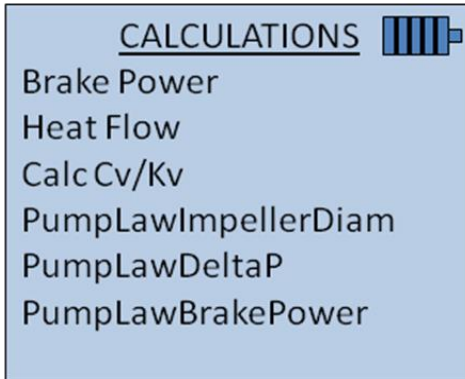 CALCULATIONS
Brake Power
Heat Flow
Calc Cv/Kv
PumpLawImpellerDiam
PumpLawDeltaP
PumpLawBrakePower